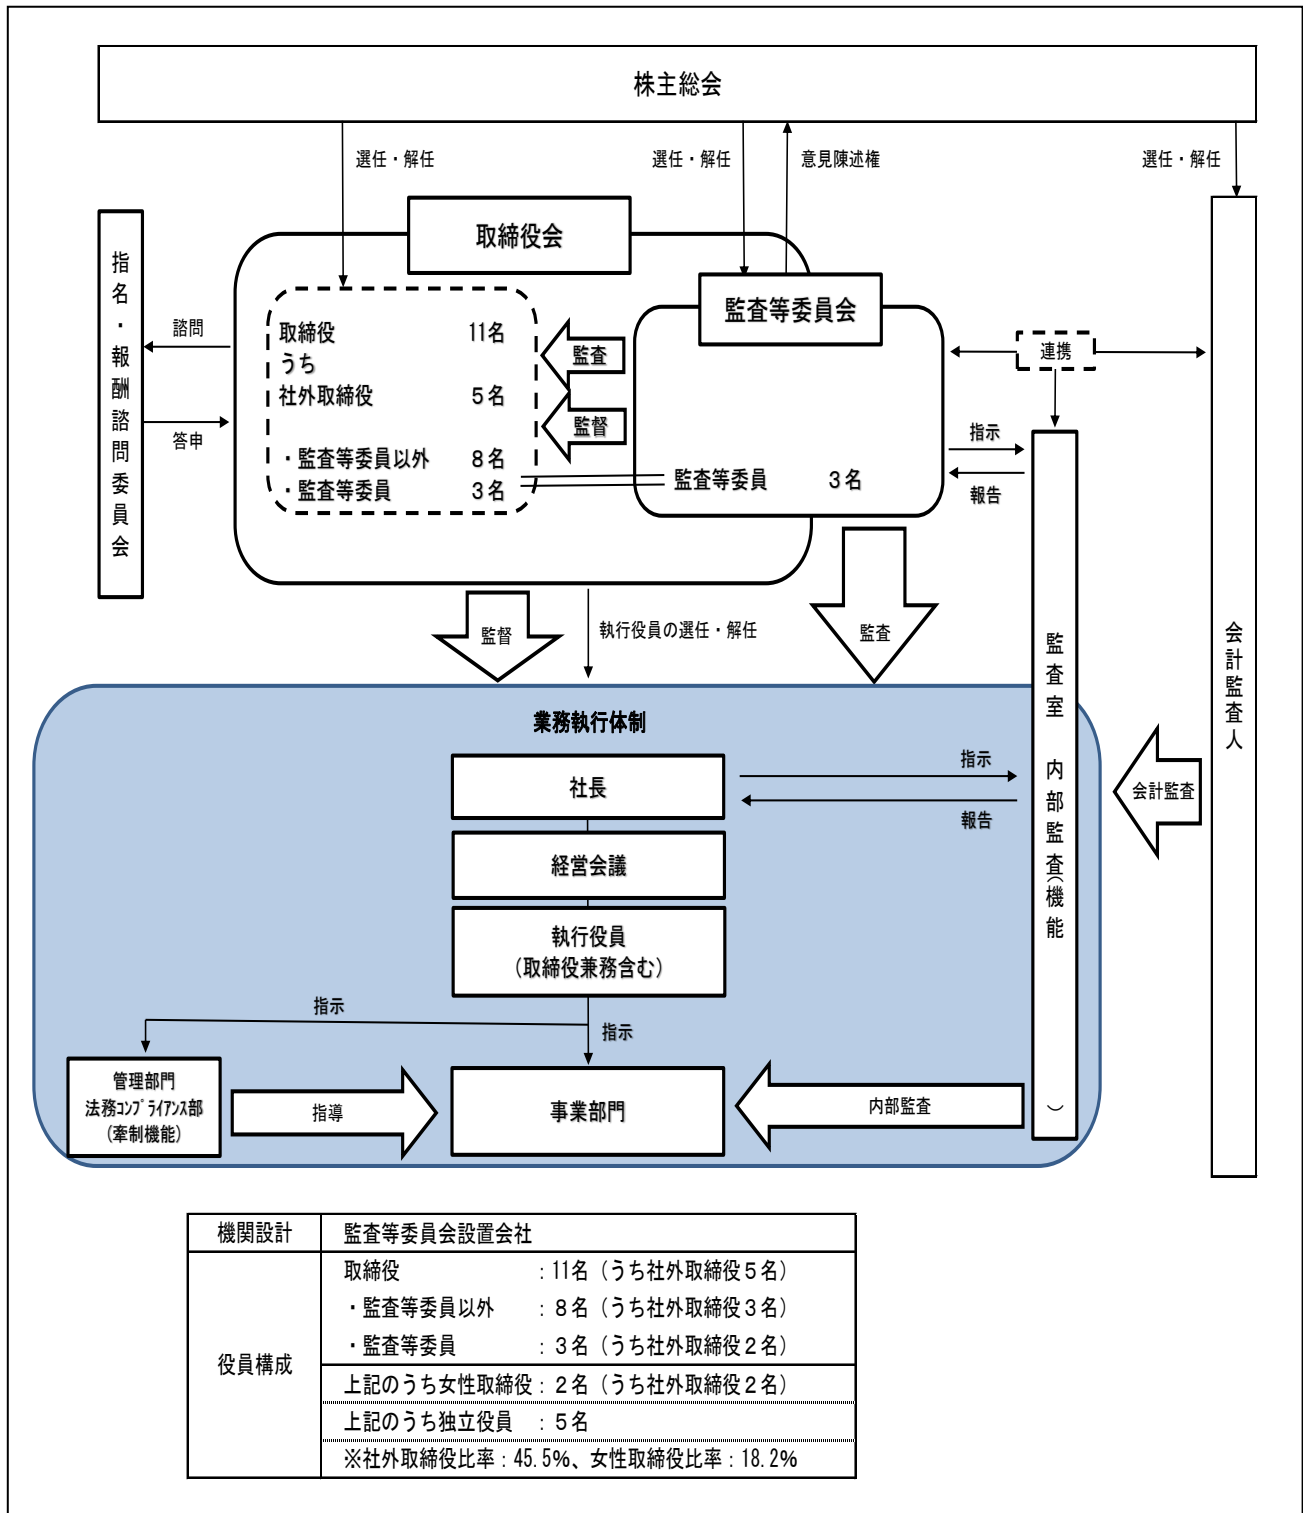 株主総会
選任・解任
選任・解任
意見陳述権
選任・解任
取締役会
監査等委員会
指名・報酬諮問委員会
諮問
答申
取締役 11名
うち
社外取締役 5名
・監査等委員以外 8名
・監査等委員 3名
監査
監督
監査等委員 3名
連携
指示
報告
監督
執行役員の選任・解任
監査
監査室 内部監査(機能)
会計監査人
業務執行体制
社長
指示
報告
会計監査
経営会議
執行役員
(取締役兼務含む)
指示
指示
管理部門
法務コンプライアンス部
(牽制機能)
指導
事業部門
内部監査
機関設計 監査等委員会設置会社
役員構成
取締役 :11名(うち社外取締役5名)
・監査等委員以外 :8名(うち社外取締役3名)
・監査等委員 :3名(うち社外取締役2名)
上記のうち女性取締役:2名(うち社外取締役2名)
上記のうち独立役員 :5名
※社外取締役比率:45.5%、女性取締役比率:18.2%